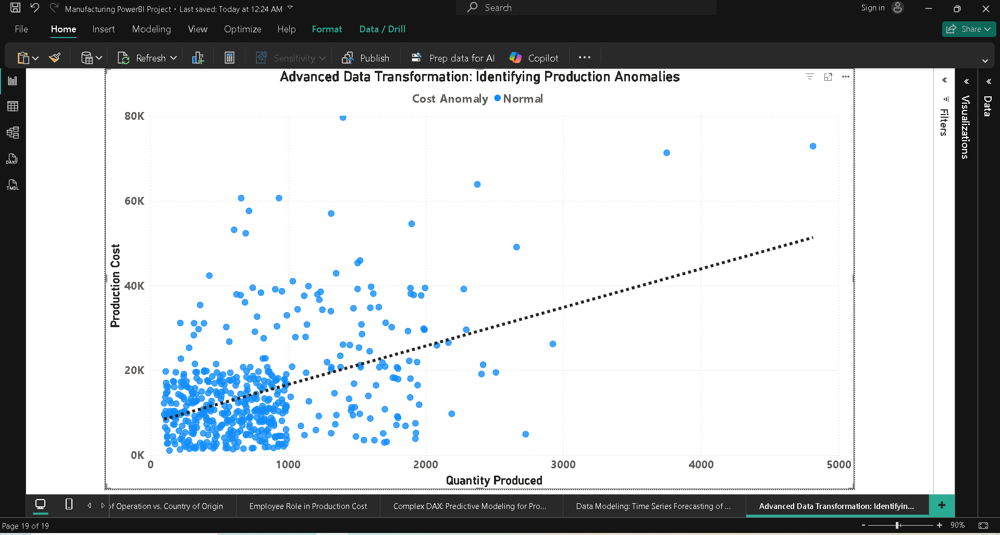 Manufacturing PowerBI Project • Last saved: Today at 12:24 AM
Search
Sign in
File Home Insert Modeling View Optimize Help Format Data / Drill
Share
Refresh
Sensitivity
Publish
Prep data for AI
Copilot
DAX
TMDL
Advanced Data Transformation: Identifying Production Anomalies
Cost Anomaly Normal
80K
60K
40K
20K
0K
Production Cost
0 1000 2000 3000 4000 5000
Quantity Produced
Filters
Visualizations
Data
of Operation vs. Country of Origin
Employee Role in Production Cost
Complex DAX: Predictive Modeling for Pro...
Data Modeling: Time Series Forecasting of ...
Advanced Data Transformation: Identifyin...
Page 19 of 19
90%